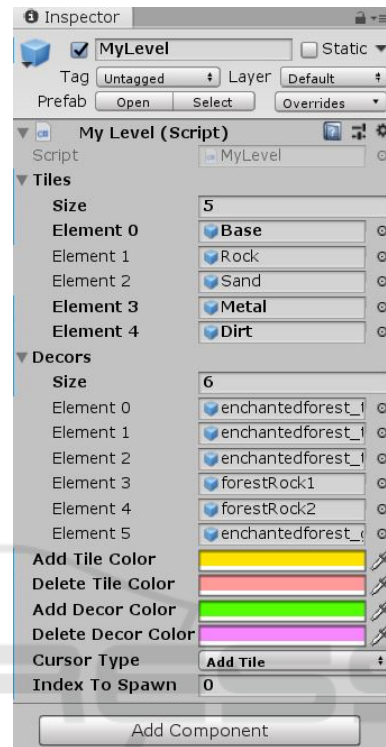 Inspector
MyLevel Static
Tag Untagged Layer Default
Prefab Open Select Overrides
My Level (Script)
Script MyLevel
Tiles
Size 5
Element 0 Base
Element 1 Rock
Element 2 Sand
Element 3 Metal
Element 4 Dirt
Decors
Size 6
Element 0 enchantedforest_
Element 1 enchantedforest_
Element 2 enchantedforest_
Element 3 forestRock1
Element 4 forestRock2
Element 5 enchantedforest_
Add Tile Color
Delete Tile Color
Add Decor Color
Delete Decor Color
Cursor Type Add Tile
Index To Spawn 0
Add Component